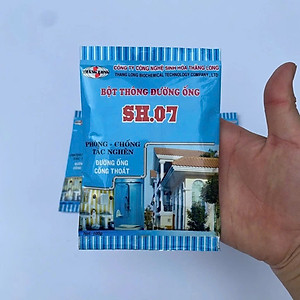 CÔNG TY CÔNG NGHỆ SINH HÓA THĂNG LONG
THANG LONG BIOCHEMICAL TECHNOLOGY COMPANY.,LTD
BỘT THÔNG ĐƯỜNG ỐNG
SH.07
PHÒNG - CHỐNG
TẮC NGHẼN
ĐƯỜNG ỐNG
CỐNG THOÁT